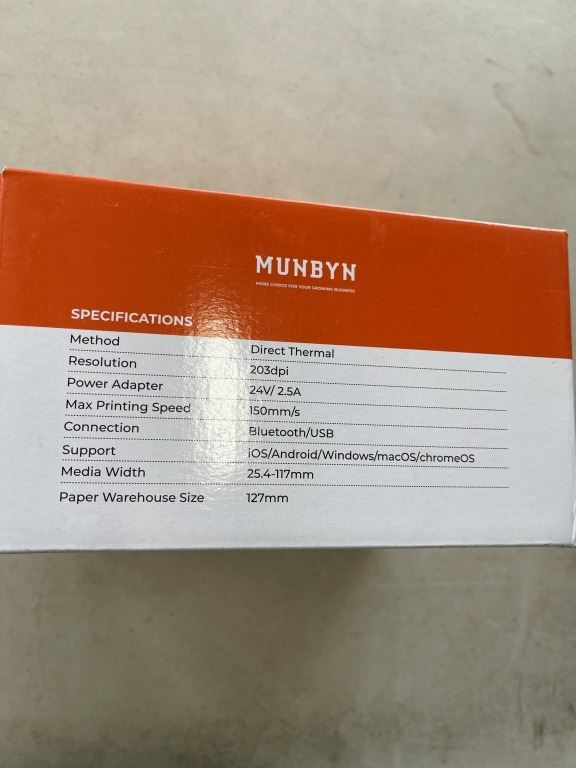 MUNBYN
MORE CHOICE FOR YOUR GROWING BUSINESS
SPECIFICATIONS
Method Direct Thermal
Resolution 203dpi
Power Adapter 24V/ 2.5A
Max Printing Speed 150mm/s
Connection Bluetooth/USB
Support iOS/Android/Windows/macOS/chromeOS
Media Width 25.4-117mm
Paper Warehouse Size 127mm